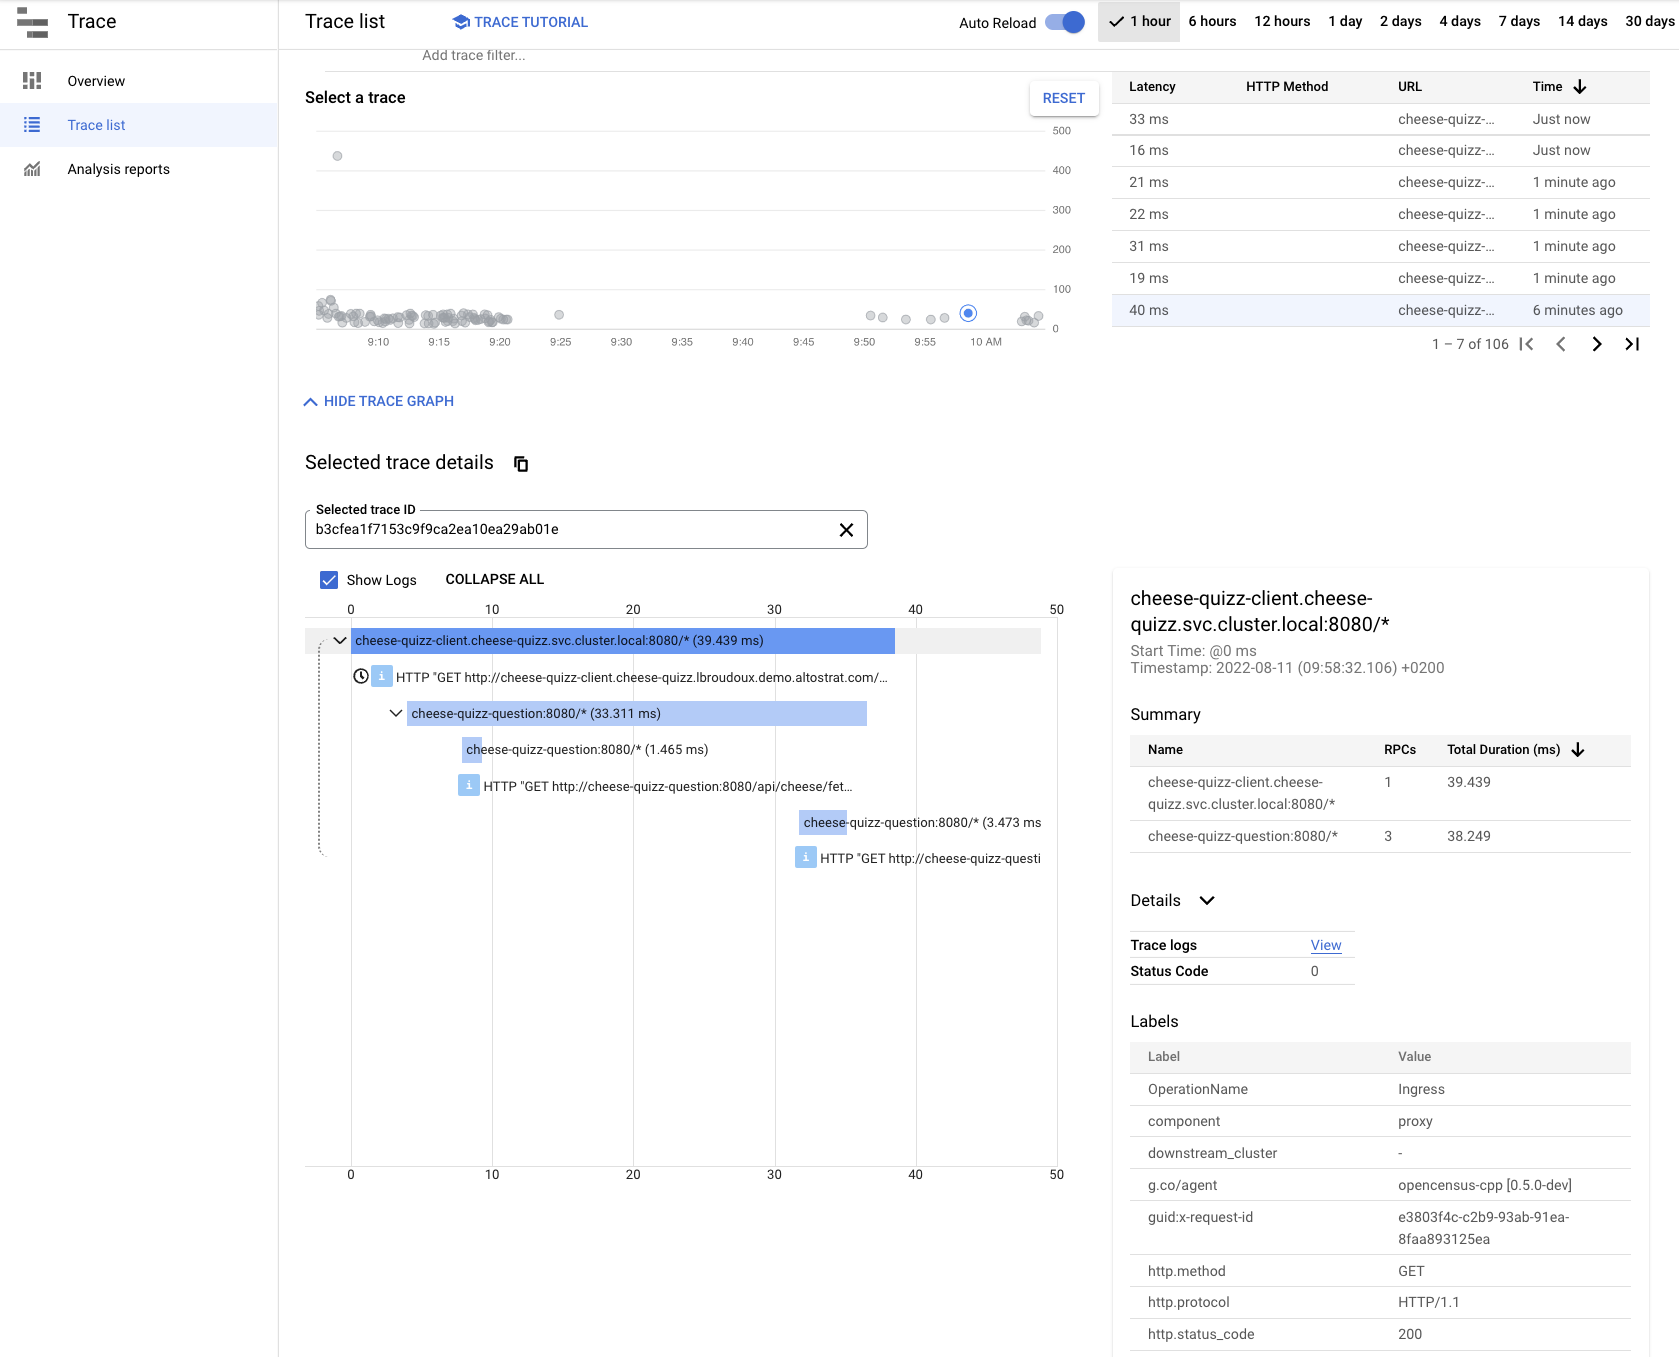 Trace
Overview
Trace list
Analysis reports
Trace list
TRACE TUTORIAL
Auto Reload
1 hour
6 hours
12 hours
1 day
2 days
4 days
7 days
14 days
30 days
Add trace filter...
Select a trace
RESET
500
400
300
200
100
0
9:10 9:15 9:20 9:25 9:30 9:35 9:40 9:45 9:50 9:55 10 AM
Latency HTTP Method URL Time
33 ms cheese-quizz-... Just now
16 ms cheese-quizz-... Just now
21 ms cheese-quizz-... 1 minute ago
22 ms cheese-quizz-... 1 minute ago
31 ms cheese-quizz-... 1 minute ago
19 ms cheese-quizz-... 1 minute ago
40 ms cheese-quizz-... 6 minutes ago
1 – 7 of 106
HIDE TRACE GRAPH
Selected trace details
Selected trace ID
b3cfea1f7153c9f9ca2ea10ea29ab01e
Show Logs
COLLAPSE ALL
0 10 20 30 40 50
cheese-quizz-client.cheese-quizz.svc.cluster.local:8080/* (39.439 ms)
i HTTP "GET http://cheese-quizz-client.cheese-quizz.lbroudoux.demo.altostrat.com/...
cheese-quizz-question:8080/* (33.311 ms)
cheese-quizz-question:8080/* (1.465 ms)
i HTTP "GET http://cheese-quizz-question:8080/api/cheese/fet...
cheese-quizz-question:8080/* (3.473 ms
i HTTP "GET http://cheese-quizz-questi
0 10 20 30 40 50
cheese-quizz-client.cheese-
quizz.svc.cluster.local:8080/*
Start Time: @0 ms
Timestamp: 2022-08-11 (09:58:32.106) +0200
Summary
Name RPCs Total Duration (ms)
cheese-quizz-client.cheese-
quizz.svc.cluster.local:8080/* 1 39.439
cheese-quizz-question:8080/* 3 38.249
Details
Trace logs View
Status Code 0
Labels
Label Value
OperationName Ingress
component proxy
downstream_cluster -
g.co/agent opencensus-cpp [0.5.0-dev]
guid:x-request-id e3803f4c-c2b9-93ab-91ea-
8faa893125ea
http.method GET
http.protocol HTTP/1.1
http.status_code 200